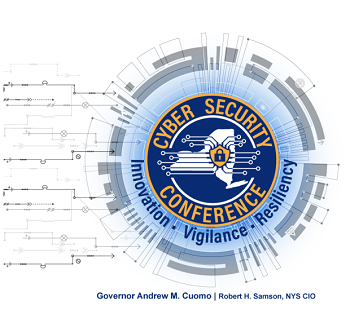 CYBER SECURITY
CONFERENCE
Innovation · Vigilance · Resiliency
Governor Andrew M. Cuomo | Robert H. Samson, NYS CIO